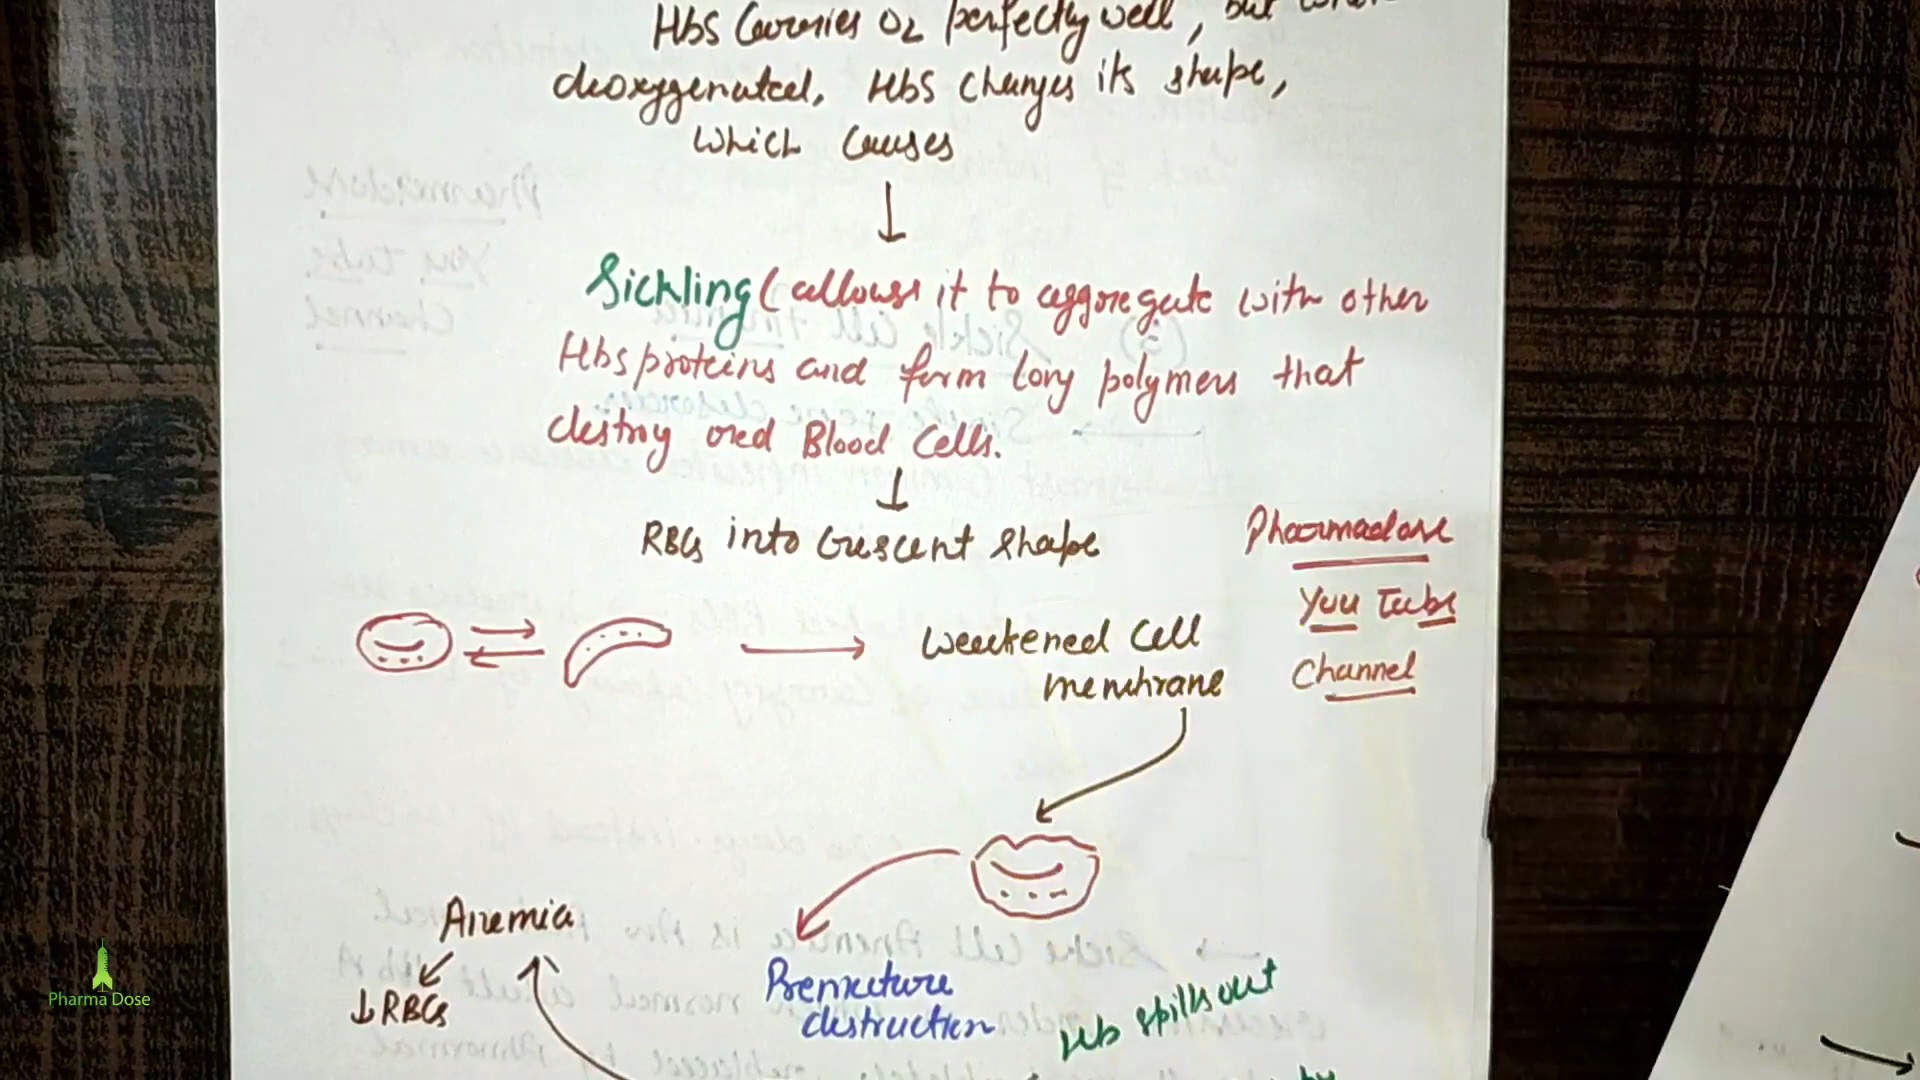 HbS Carries O2 perfectly well, but when
deoxygenated, HbS changes its shape,
which causes
Sickling (allows it to aggregate with other
Hbs proteins and form long polymers that
destroy red Blood Cells.
RBCs into Crescent shape
Pharmadose
You Tube
Channel
Weakened Cell
membrane
Anemia
↓RBCs
Premature
destruction
Hb spills out
Pharma Dose